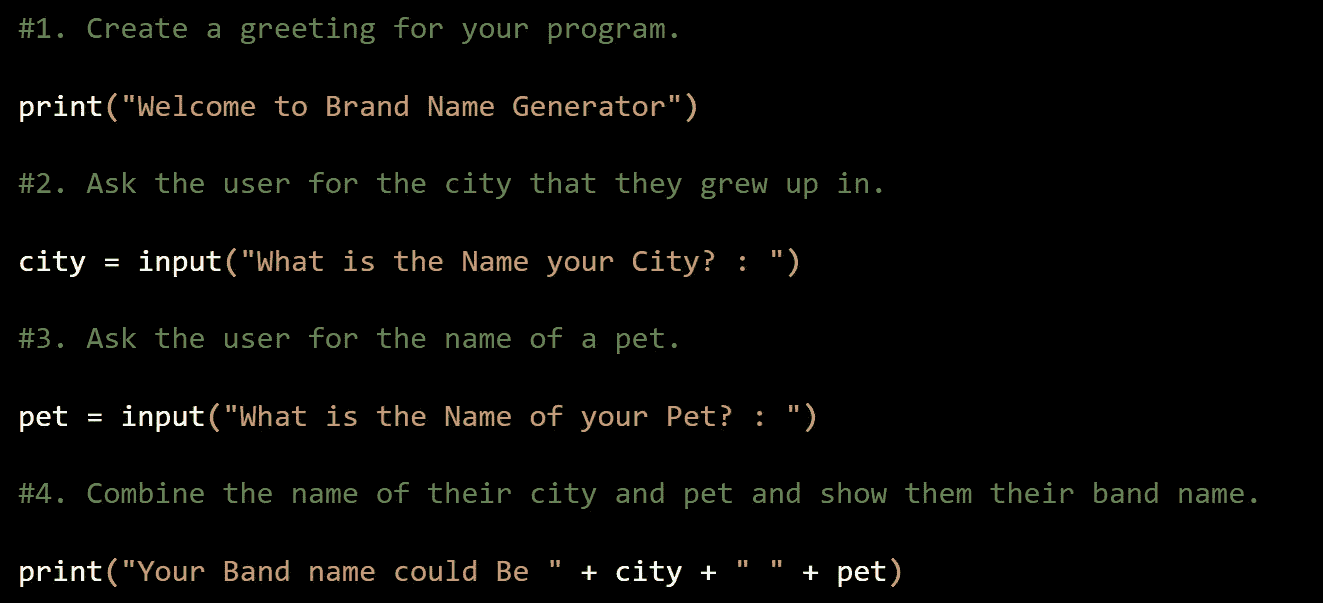 #1. Create a greeting for your program.
print("Welcome to Brand Name Generator")
#2. Ask the user for the city that they grew up in.
city = input("What is the Name your City? : ")
#3. Ask the user for the name of a pet.
pet = input("What is the Name of your Pet? : ")
#4. Combine the name of their city and pet and show them their band name.
print("Your Band name could Be " + city + " " + pet)